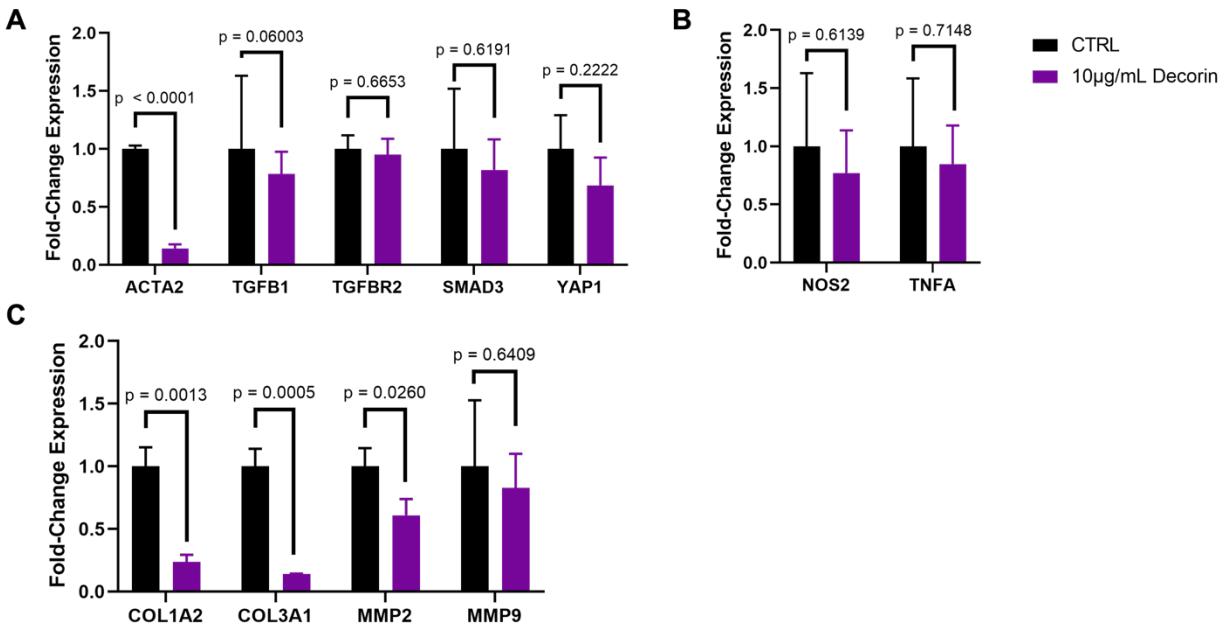 A
Fold-Change Expression
2.0
1.5
1.0
0.5
0.0
p < 0.0001
p = 0.06003
p = 0.6653
p = 0.6191
p = 0.2222
ACTA2 TGFB1 TGFBR2 SMAD3 YAP1
B
Fold-Change Expression
2.0
1.5
1.0
0.5
0.0
p = 0.6139
p = 0.7148
NOS2 TNFA
CTRL
10µg/mL Decorin
C
Fold-Change Expression
2.0
1.5
1.0
0.5
0.0
p = 0.0013
p = 0.0005
p = 0.0260
p = 0.6409
COL1A2 COL3A1 MMP2 MMP9